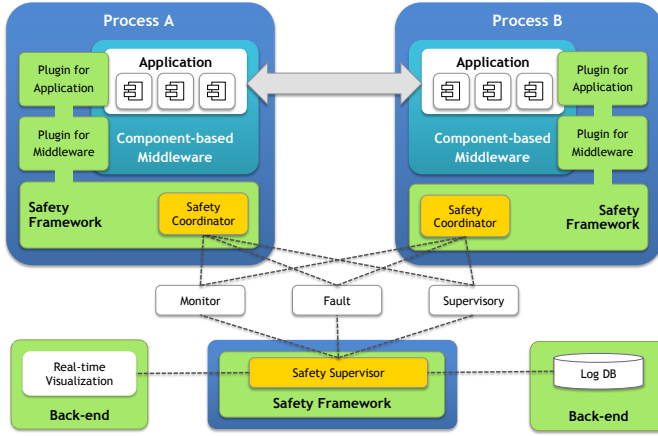 Process A
Process B
Application
Application
Plugin for
Application
Plugin for
Application
Plugin for
Middleware
Component-based
Middleware
Component-based
Middleware
Plugin for
Middleware
Safety
Framework
Safety
Coordinator
Safety
Coordinator
Safety
Framework
Monitor
Fault
Supervisory
Real-time
Visualization
Back-end
Safety Supervisor
Safety Framework
Log DB
Back-end